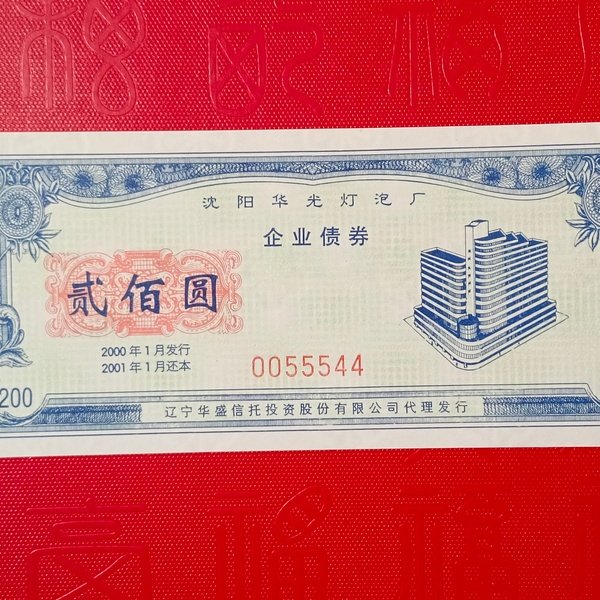 沈阳华光灯泡厂
企业债券
贰佰圆
2000年1月发行
2001年1月还本
0055544
200
辽宁华盛信托投资股份有限公司代理发行